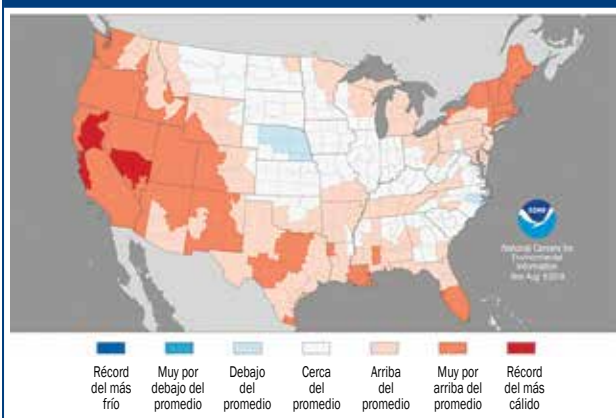 NOAA
National Centers for
Environmental
Information
Récord
del más
frío
Muy por
debajo del
promedio
Debajo
del
promedio
Cerca
del
promedio
Arriba
del
promedio
Muy por
arriba del
promedio
Récord
del más
cálido